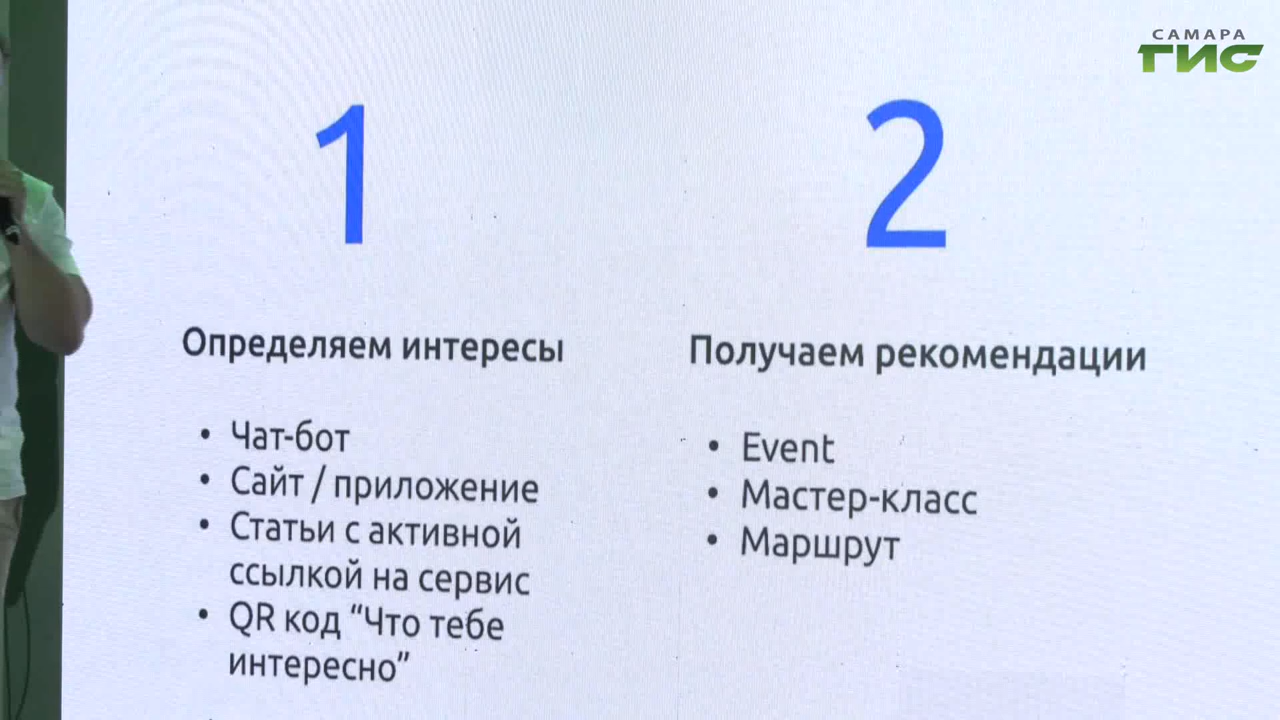 САМАРА
ГИС
1
Определяем интересы
• Чат-бот
• Сайт / приложение
• Статьи с активной
ссылкой на сервис
• QR код “Что тебе
интересно”
2
Получаем рекомендации
• Event
• Мастер-класс
• Маршрут